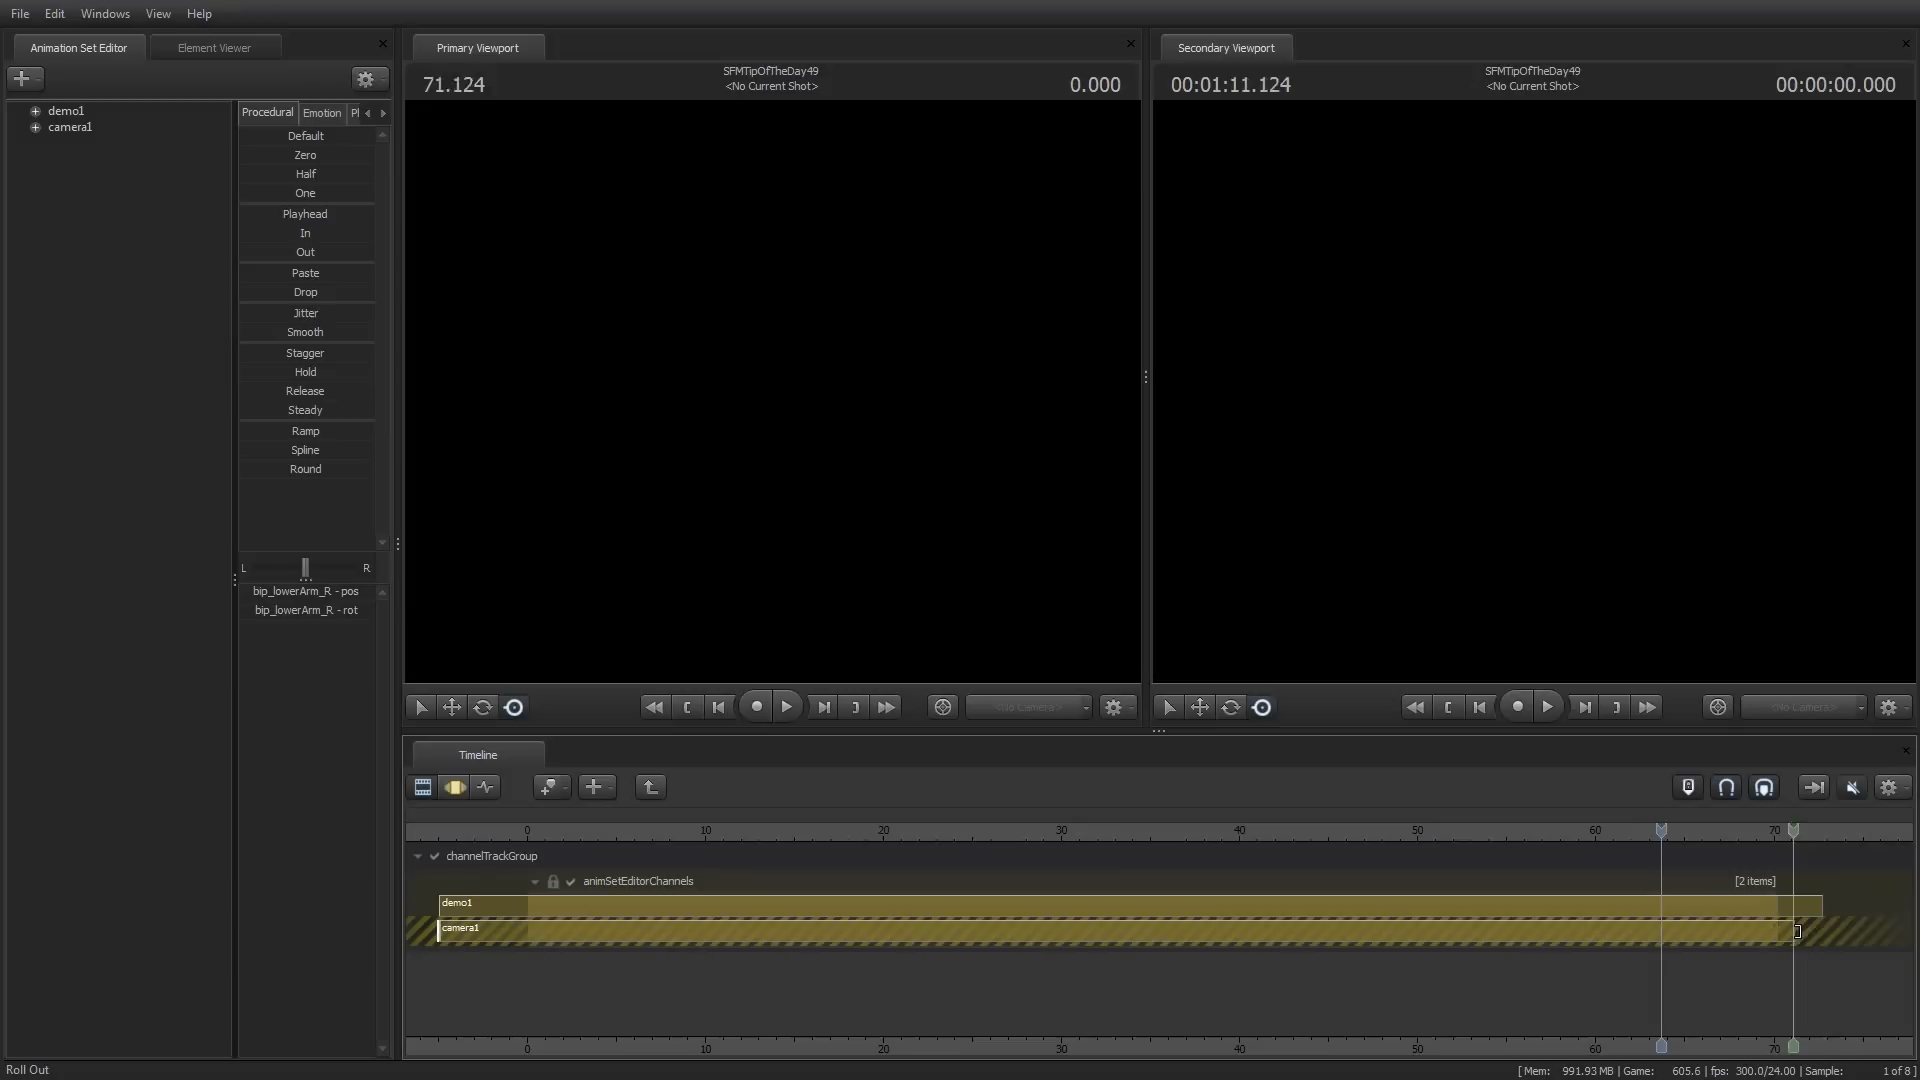 File Edit Windows View Help
Animation Set Editor Element Viewer
demo1
camera1
Procedural Emotion
Default
Zero
Half
One
Playhead
In
Out
Paste
Drop
Jitter
Smooth
Stagger
Hold
Release
Steady
Ramp
Spline
Round
L R
bip_lowerArm_R - pos
bip_lowerArm_R - rot
Primary Viewport
SFMTipOfTheDay49
71.124 <No Current Shot> 0.000
<No Camera>
Secondary Viewport
SFMTipOfTheDay49
00:01:11.124 <No Current Shot> 00:00:00.000
<No Camera>
Timeline
0 10 20 30 40 50 60 70
channelTrackGroup
animSetEditorChannels [2 items]
demo1
camera1
0 10 20 30 40 50 60 70
Roll Out [ Mem: 991.93 MB | Game: 605.6 | fps: 300.0/24.00 | Sample: 1 of 8 ]